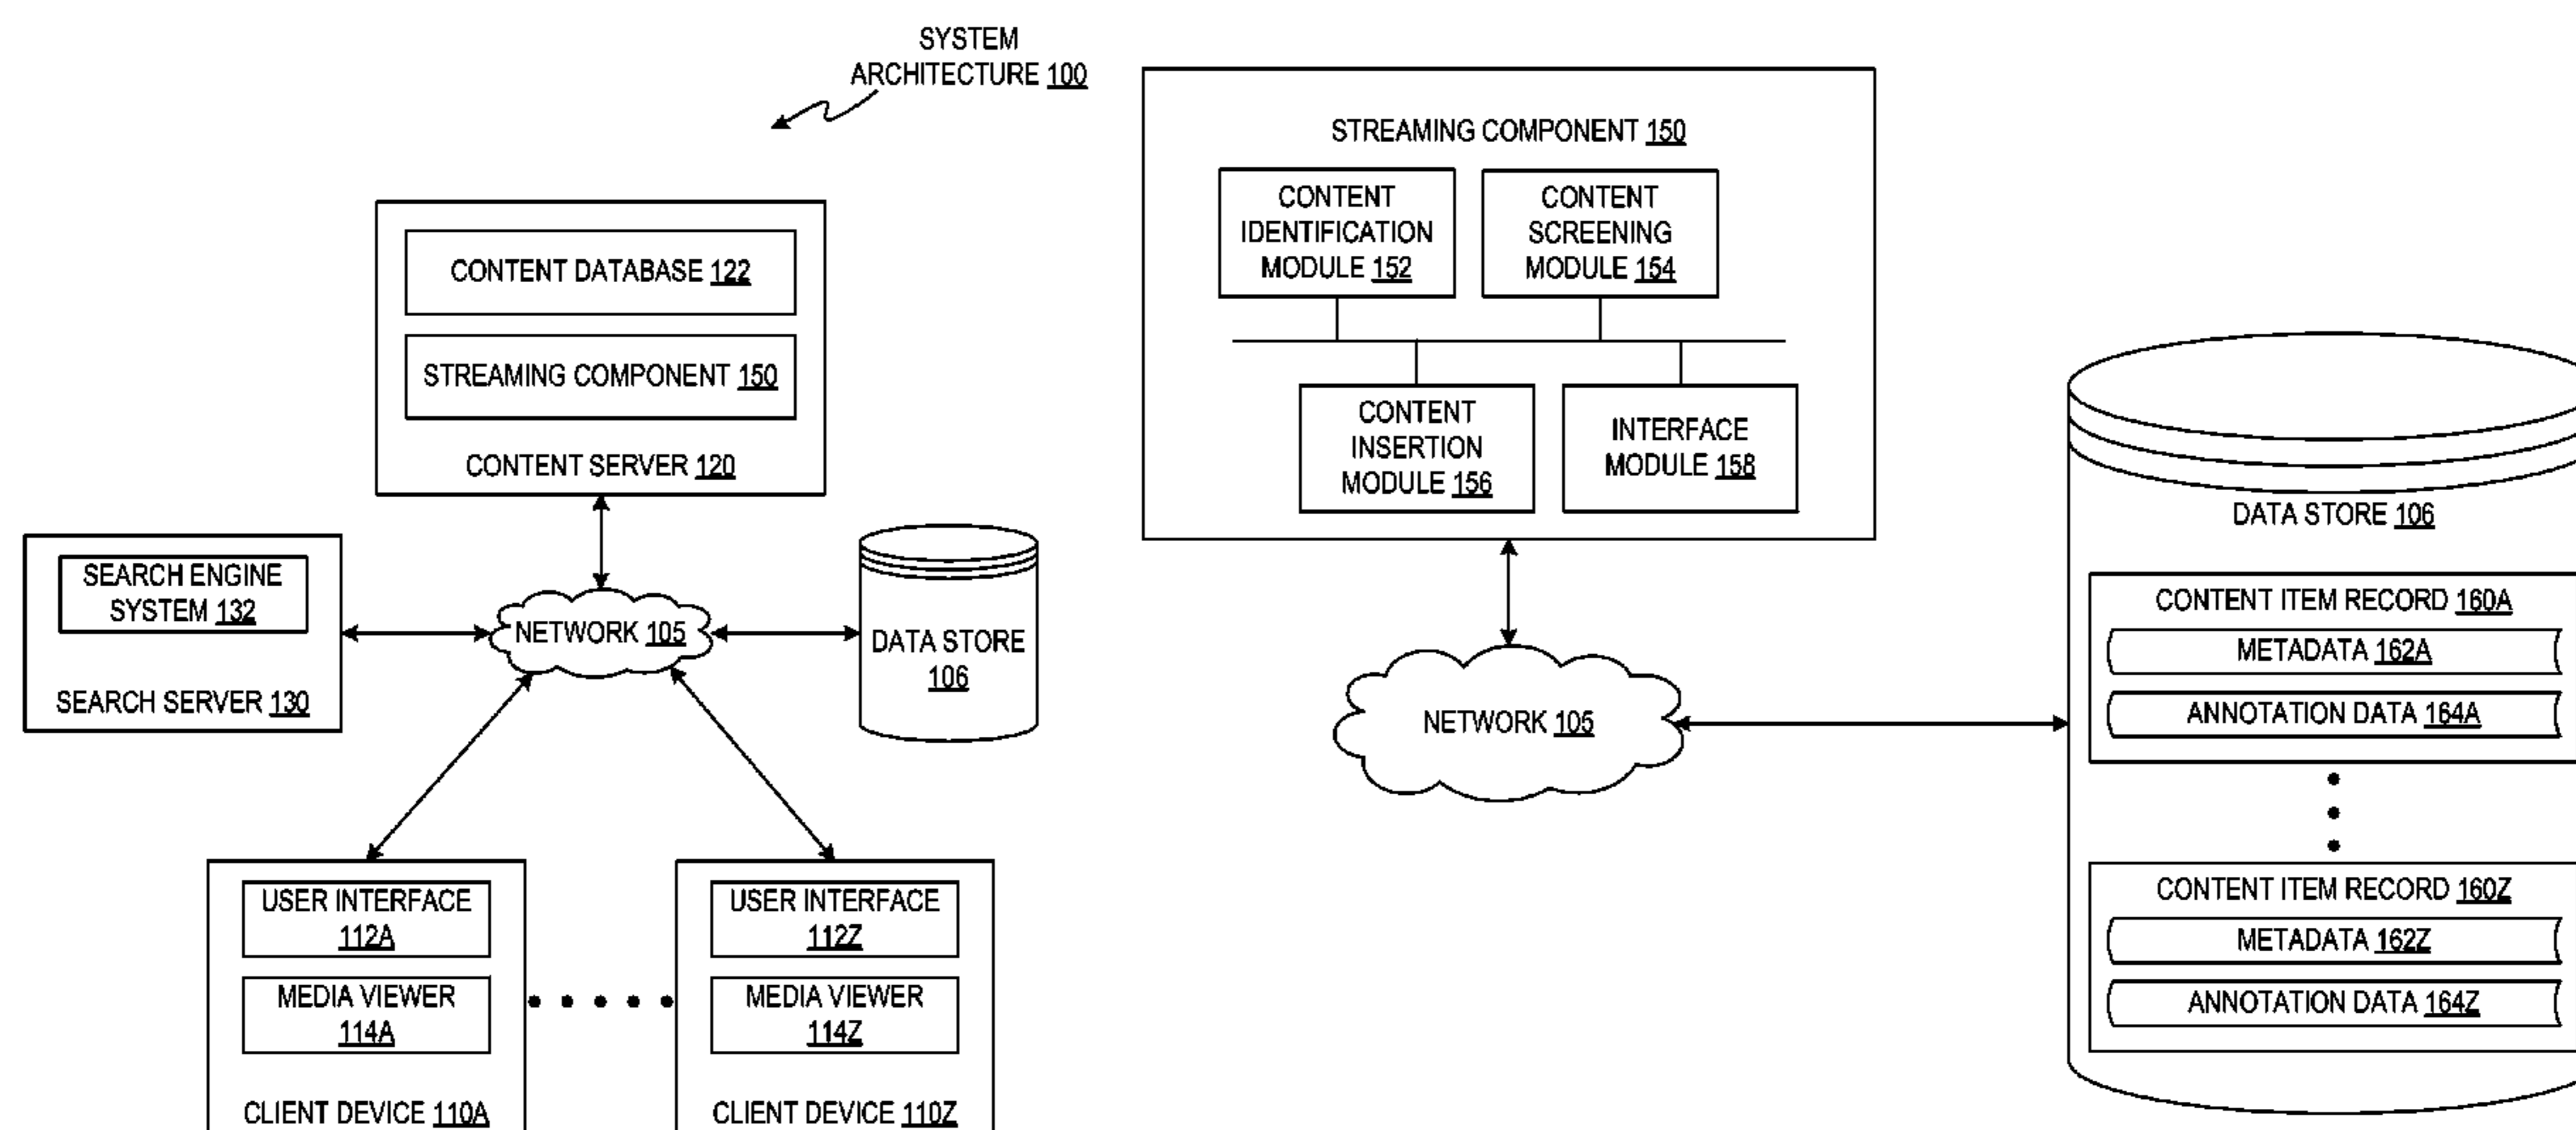 SYSTEM
ARCHITECTURE 100
CONTENT DATABASE 122
STREAMING COMPONENT 150
CONTENT SERVER 120
SEARCH ENGINE
SYSTEM 132
SEARCH SERVER 130
NETWORK 105
DATA STORE
106
USER INTERFACE
112A
MEDIA VIEWER
114A
CLIENT DEVICE 110A
USER INTERFACE
112Z
MEDIA VIEWER
114Z
CLIENT DEVICE 110Z
STREAMING COMPONENT 150
CONTENT
IDENTIFICATION
MODULE 152
CONTENT
SCREENING
MODULE 154
CONTENT
INSERTION
MODULE 156
INTERFACE
MODULE 158
NETWORK 105
DATA STORE 106
CONTENT ITEM RECORD 160A
METADATA 162A
ANNOTATION DATA 164A
CONTENT ITEM RECORD 160Z
METADATA 162Z
ANNOTATION DATA 164Z